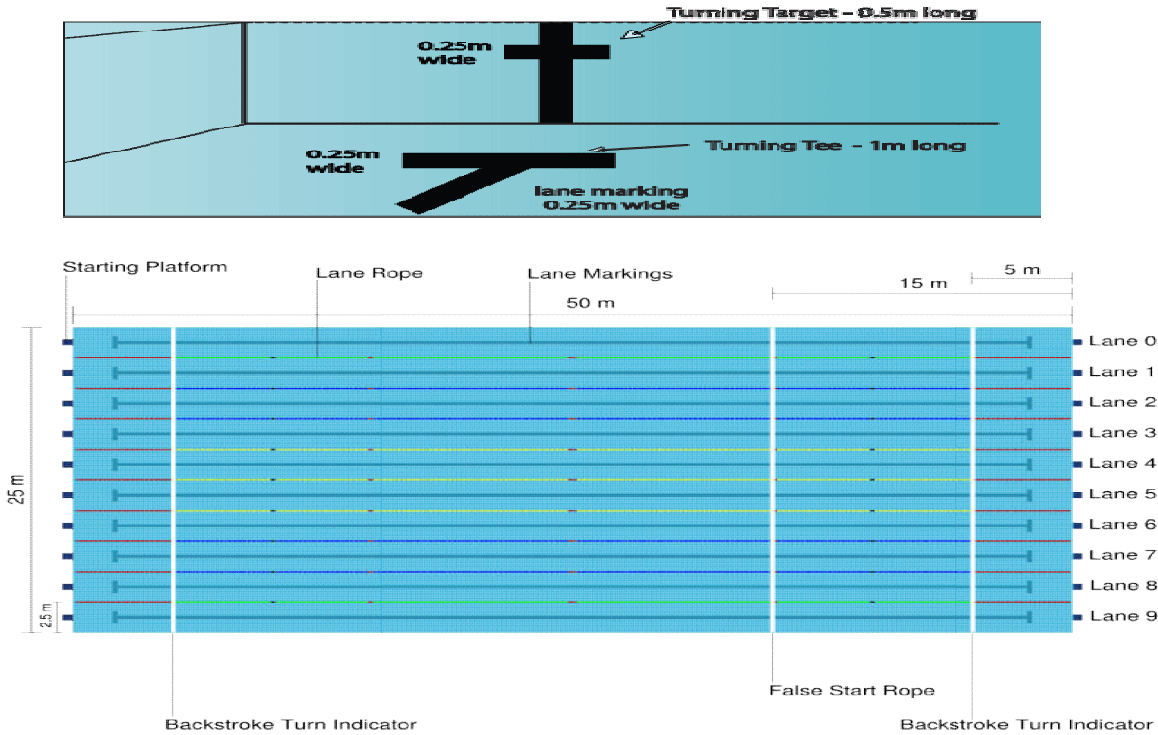 Turning Target - 0.5m long
0.25m
wide
Turning Tee - 1m long
0.25m
wide
lane marking
0.25m wide
Starting Platform
Lane Rope
Lane Markings
5 m
15 m
50 m
Lane 0
Lane 1
Lane 2
Lane 3
Lane 4
25 m
Lane 5
Lane 6
Lane 7
Lane 8
2.5 m
Lane 9
False Start Rope
Backstroke Turn Indicator
Backstroke Turn Indicator